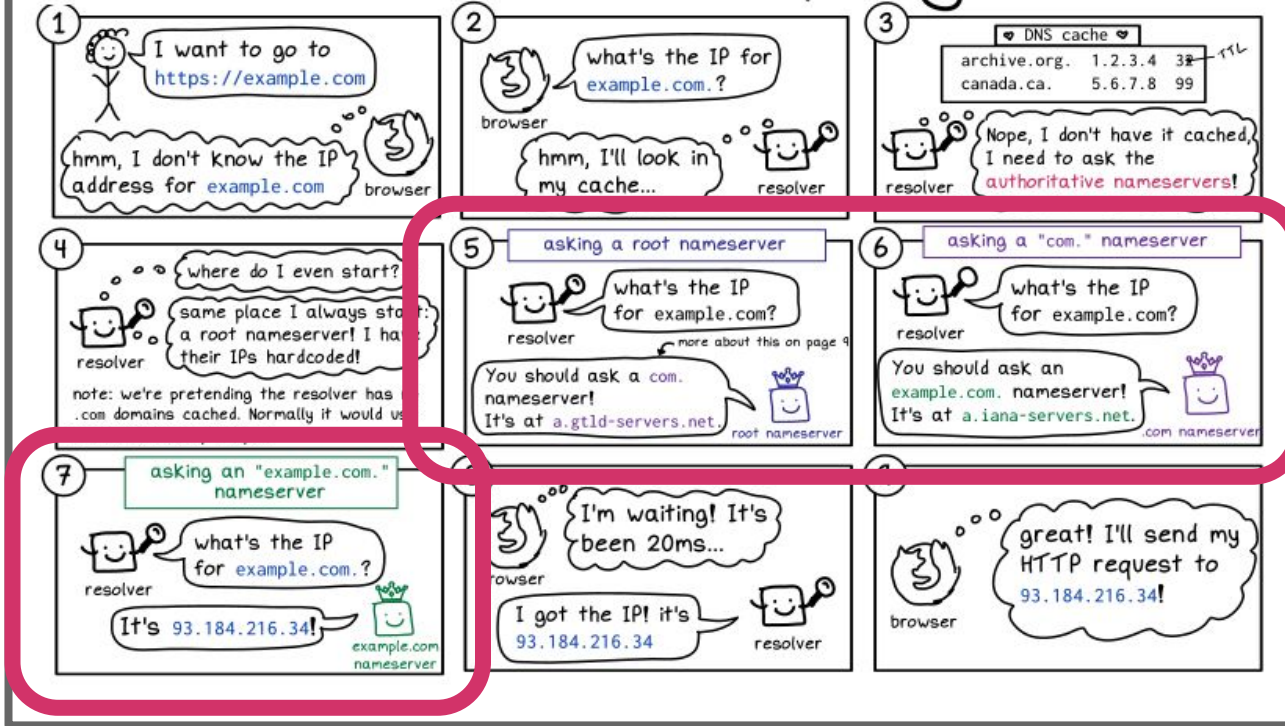 1
I want to go to
https://example.com
hmm, I don't know the IP
address for example.com
browser
2
what's the IP for
example.com.?
browser
hmm, I'll look in
my cache...
resolver
3
DNS cache
archive.org. 1.2.3.4 32
TTL
canada.ca. 5.6.7.8 99
Nope, I don't have it cached,
I need to ask the
authoritative nameservers!
resolver
4
where do I even start?
same place I always start:
a root nameserver! I have
their IPs hardcoded!
resolver
note: we're pretending the resolver has
.com domains cached. Normally it would
5
asking a root nameserver
what's the IP
for example.com?
resolver
more about this on page 9
You should ask a com.
nameserver!
It's at a.gtld-servers.net.
root nameserver
6
asking a "com." nameserver
what's the IP
for example.com?
resolver
You should ask an
example.com. nameserver!
It's at a.iana-servers.net.
.com nameserver
7
asking an "example.com."
nameserver
what's the IP
for example.com.?
resolver
It's 93.184.216.34!
example.com
nameserver
I'm waiting! It's
been 20ms...
browser
I got the IP! it's
93.184.216.34
resolver
great! I'll send my
HTTP request to
93.184.216.34!
browser